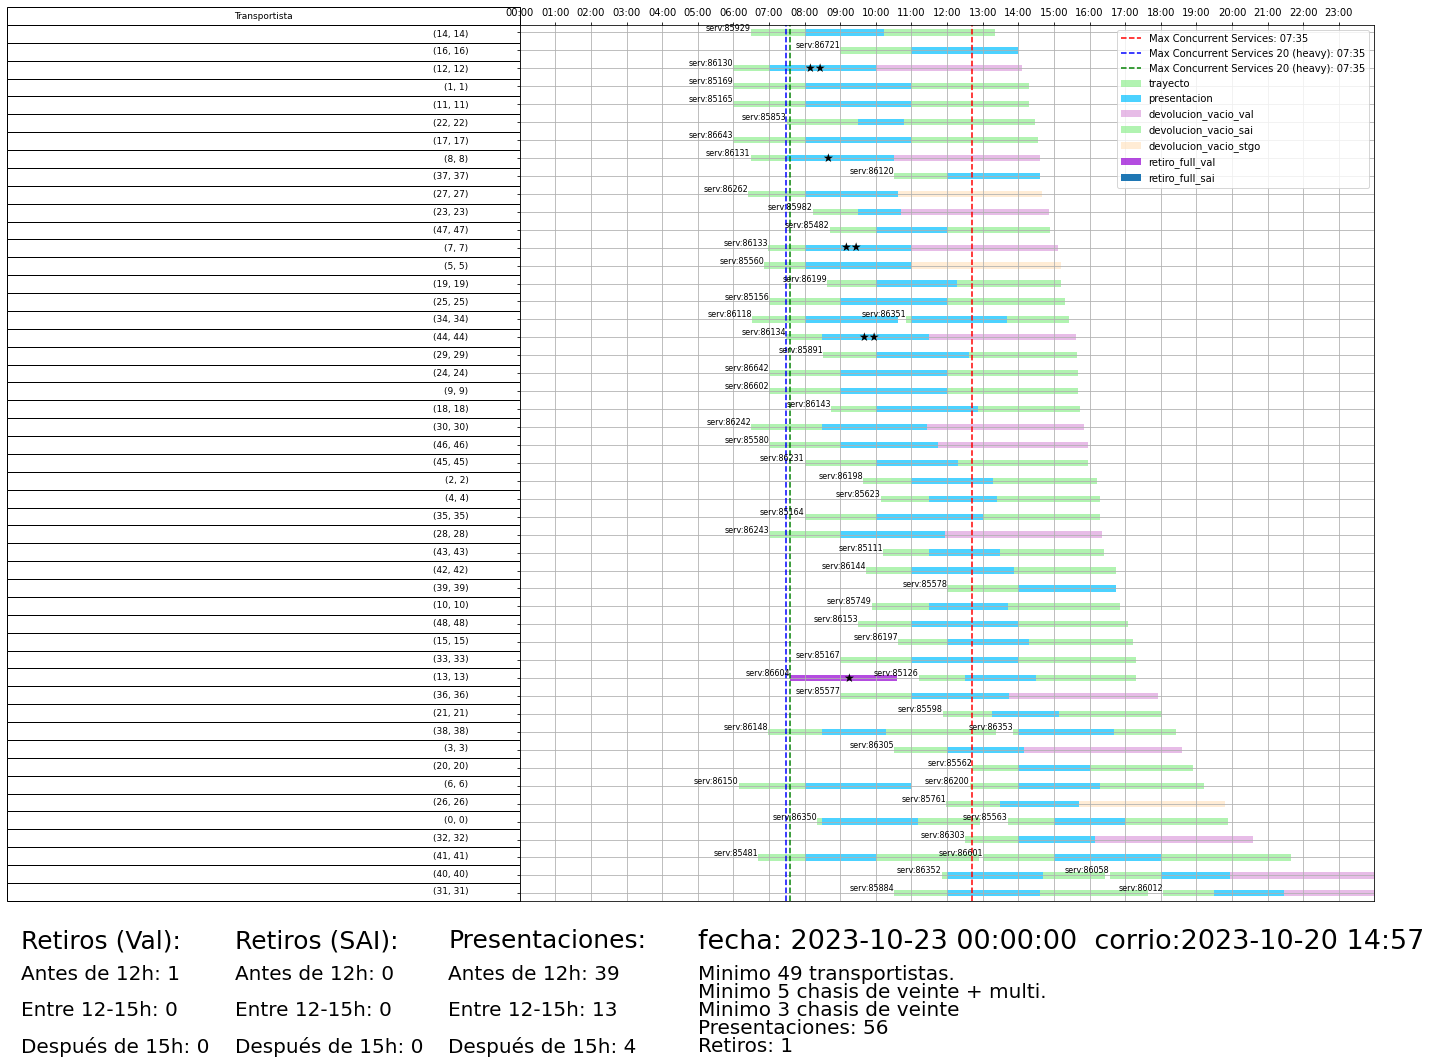 Transportista
00:00 01:00 02:00 03:00 04:00 05:00 06:00 07:00 08:00 09:00 10:00 11:00 12:00 13:00 14:00 15:00 16:00 17:00 18:00 19:00 20:00 21:00 22:00 23:00
Max Concurrent Services: 07:35
Max Concurrent Services 20 (heavy): 07:35
Max Concurrent Services 20 (heavy): 07:35
trayecto
presentacion
devolucion_vacio_val
devolucion_vacio_sai
devolucion_vacio_stgo
retiro_full_val
retiro_full_sai
(14, 14) serv:85929
(16, 16) serv:86721
(12, 12) serv:86130 ★★
(1, 1) serv:85169
(11, 11) serv:85165
(22, 22) serv:85853
(17, 17) serv:86643
(8, 8) serv:86131 ★
(37, 37) serv:86120
(27, 27) serv:86262
(23, 23) serv:85982
(47, 47) serv:85482
(7, 7) serv:86133 ★★
(5, 5) serv:85560
(19, 19) serv:86199
(25, 25) serv:85156
(34, 34) serv:86118 serv:86351
(44, 44) serv:86134 ★★
(29, 29) serv:85891
(24, 24) serv:86642
(9, 9) serv:86602
(18, 18) serv:86143
(30, 30) serv:86242
(46, 46) serv:85580
(45, 45) serv:86231
(2, 2) serv:86198
(4, 4) serv:85623
(35, 35) serv:85164
(28, 28) serv:86243
(43, 43) serv:85111
(42, 42) serv:86144
(39, 39) serv:85578
(10, 10) serv:85749
(48, 48) serv:86153
(15, 15) serv:86197
(33, 33) serv:85167
(13, 13) serv:86604 ★ serv:85126
(36, 36) serv:85577
(21, 21) serv:85598
(38, 38) serv:86148 serv:86353
(3, 3) serv:86305
(20, 20) serv:85562
(6, 6) serv:86150 serv:86200
(26, 26) serv:85761
(0, 0) serv:86350 serv:85563
(32, 32) serv:86303
(41, 41) serv:85481 serv:86601
(40, 40) serv:86352 serv:86058
(31, 31) serv:85884 serv:86012
Retiros (Val):
Antes de 12h: 1
Entre 12-15h: 0
Después de 15h: 0
Retiros (SAI):
Antes de 12h: 0
Entre 12-15h: 0
Después de 15h: 0
Presentaciones:
Antes de 12h: 39
Entre 12-15h: 13
Después de 15h: 4
fecha: 2023-10-23 00:00:00 corrio:2023-10-20 14:57
Minimo 49 transportistas.
Minimo 5 chasis de veinte + multi.
Minimo 3 chasis de veinte
Presentaciones: 56
Retiros: 1